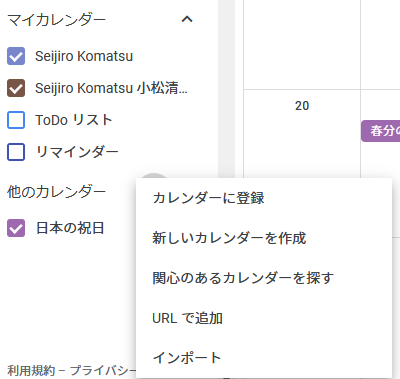 マイカレンダー
Seijiro Komatsu
Seijiro Komatsu 小松清...
ToDo リスト
リマインダー
他のカレンダー
日本の祝日
20
春分の
カレンダーに登録
新しいカレンダーを作成
関心のあるカレンダーを探す
URL で追加
インポート
利用規約 – プライバシー